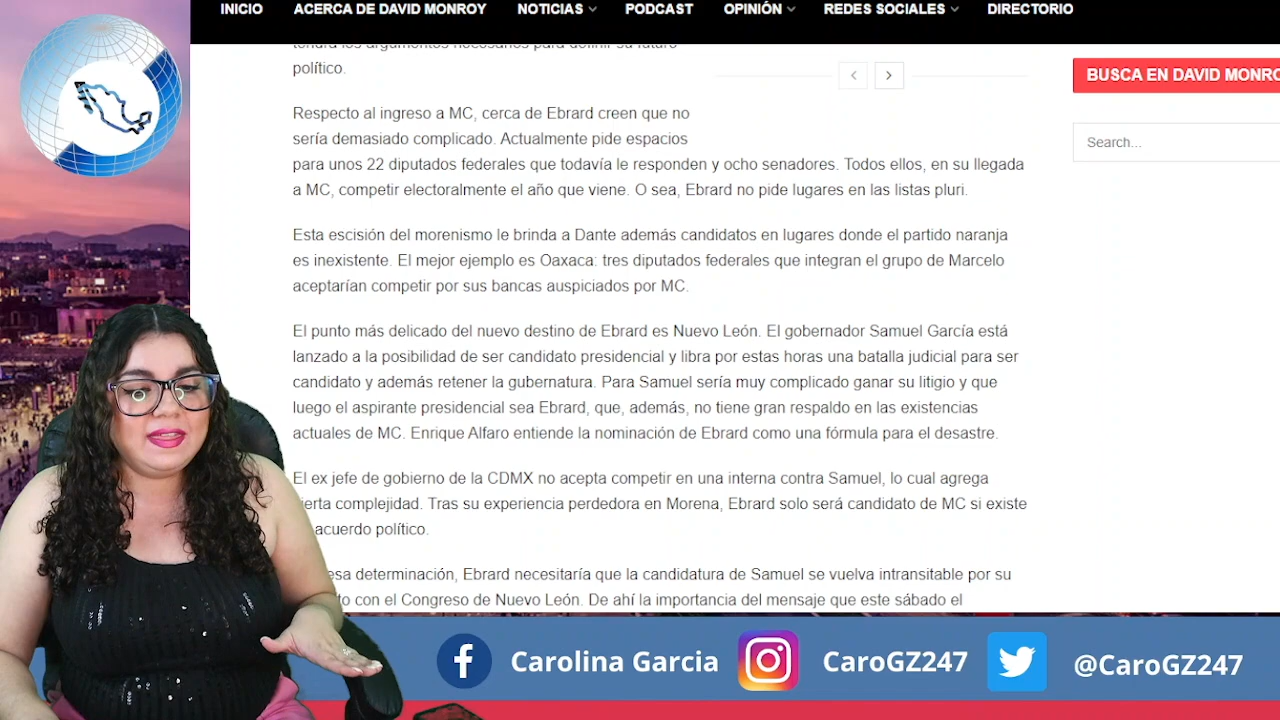 INICIO ACERCA DE DAVID MONROY NOTICIAS PODCAST OPINIÓN REDES SOCIALES DIRECTORIO
tendrá los argumentos necesarios para definir su futuro
político.
BUSCA EN DAVID MONRO
Search...
Respecto al ingreso a MC, cerca de Ebrard creen que no
sería demasiado complicado. Actualmente pide espacios
para unos 22 diputados federales que todavía le responden y ocho senadores. Todos ellos, en su llegada
a MC, competir electoralmente el año que viene. O sea, Ebrard no pide lugares en las listas pluri.
Esta escisión del morenismo le brinda a Dante además candidatos en lugares donde el partido naranja
es inexistente. El mejor ejemplo es Oaxaca: tres diputados federales que integran el grupo de Marcelo
aceptarían competir por sus bancas auspiciados por MC.
El punto más delicado del nuevo destino de Ebrard es Nuevo León. El gobernador Samuel García está
lanzado a la posibilidad de ser candidato presidencial y libra por estas horas una batalla judicial para ser
candidato y además retener la gubernatura. Para Samuel sería muy complicado ganar su litigio y que
luego el aspirante presidencial sea Ebrard, que, además, no tiene gran respaldo en las existencias
actuales de MC. Enrique Alfaro entiende la nominación de Ebrard como una fórmula para el desastre.
El ex jefe de gobierno de la CDMX no acepta competir en una interna contra Samuel, lo cual agrega
ierta complejidad. Tras su experiencia perdedora en Morena, Ebrard solo será candidato de MC si existe
acuerdo político.
esa determinación, Ebrard necesitaría que la candidatura de Samuel se vuelva intransitable por su
to con el Congreso de Nuevo León. De ahí la importancia del mensaje que este sábado el
Carolina Garcia CaroGZ247 @CaroGZ247